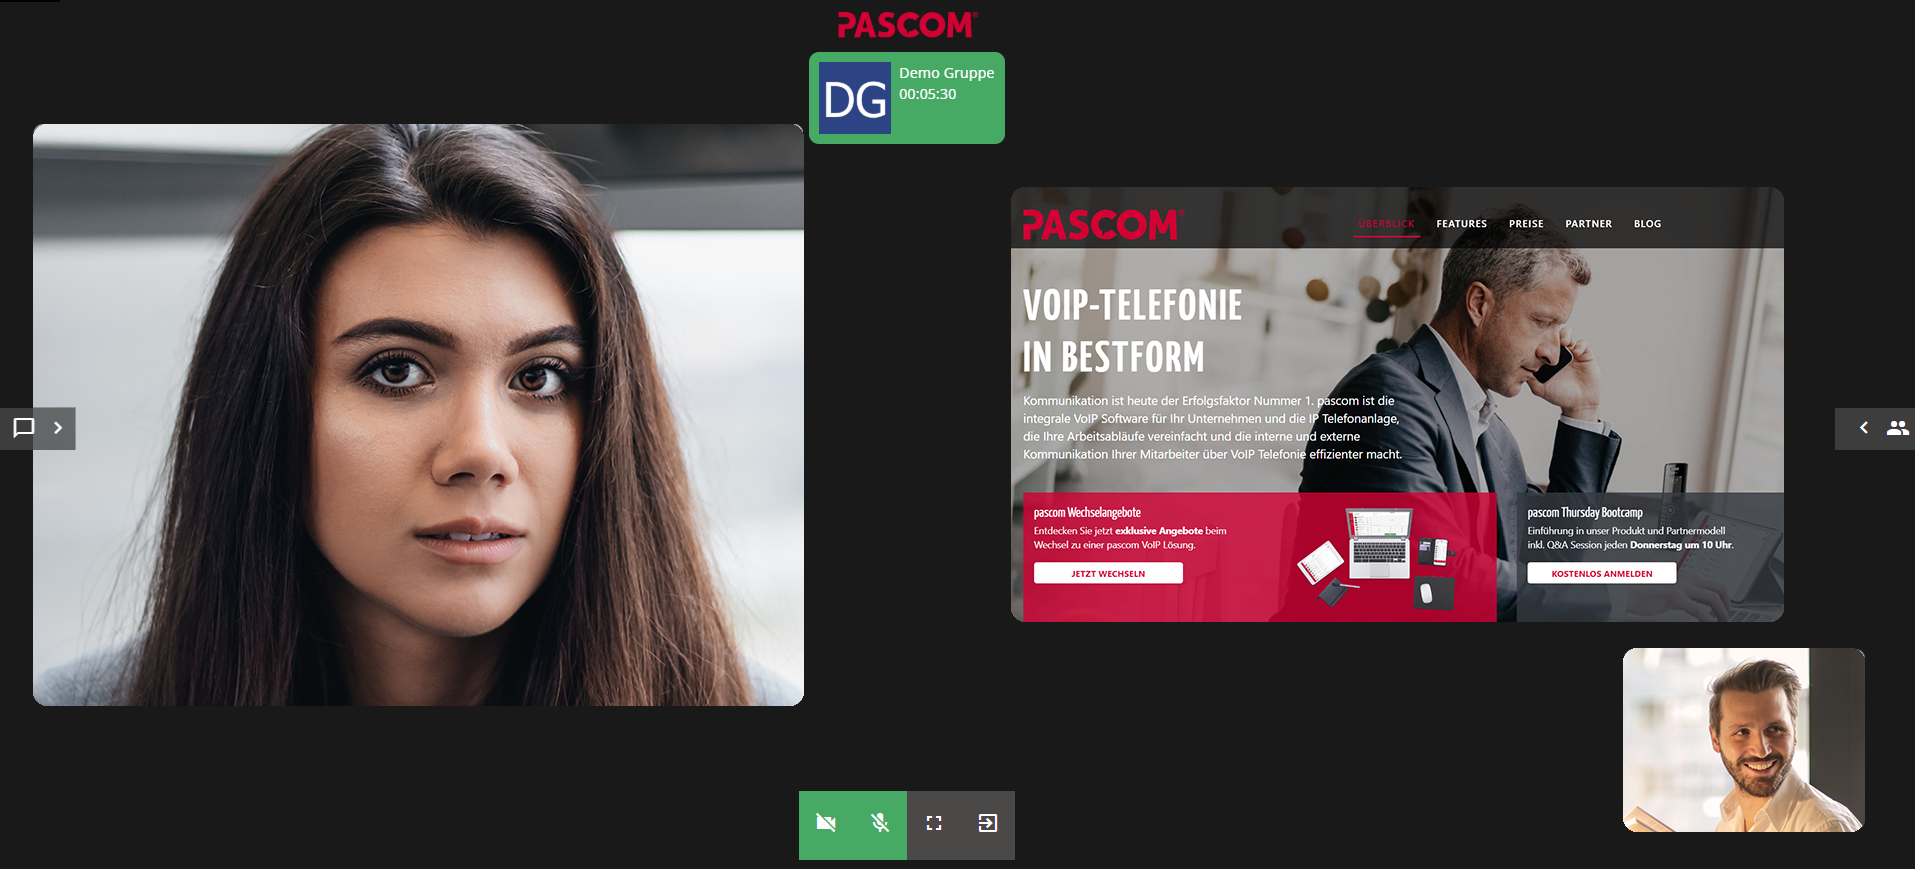 PASCOM®
DG
Demo Gruppe
00:05:30
PASCOM®
ÜBERBLICK FEATURES PREISE PARTNER BLOG
VOIP-TELEFONIE
IN BESTFORM
Kommunikation ist heute der Erfolgsfaktor Nummer 1. pascom ist die
integrale VoIP Software für Ihr Unternehmen und die IP Telefonanlage,
die Ihre Arbeitsabläufe vereinfacht und die interne und externe
Kommunikation Ihrer Mitarbeiter über VoIP Telefonie effizienter macht.
pascom Wechselangebote
Entdecken Sie jetzt exklusive Angebote beim
Wechsel zu einer pascom VoIP Lösung.
JETZT WECHSELN
pascom Thursday Bootcamp
Einführung in unser Produkt und Partnermodell
inkl. Q&A Session jeden Donnerstag um 10 Uhr.
KOSTENLOS ANMELDEN